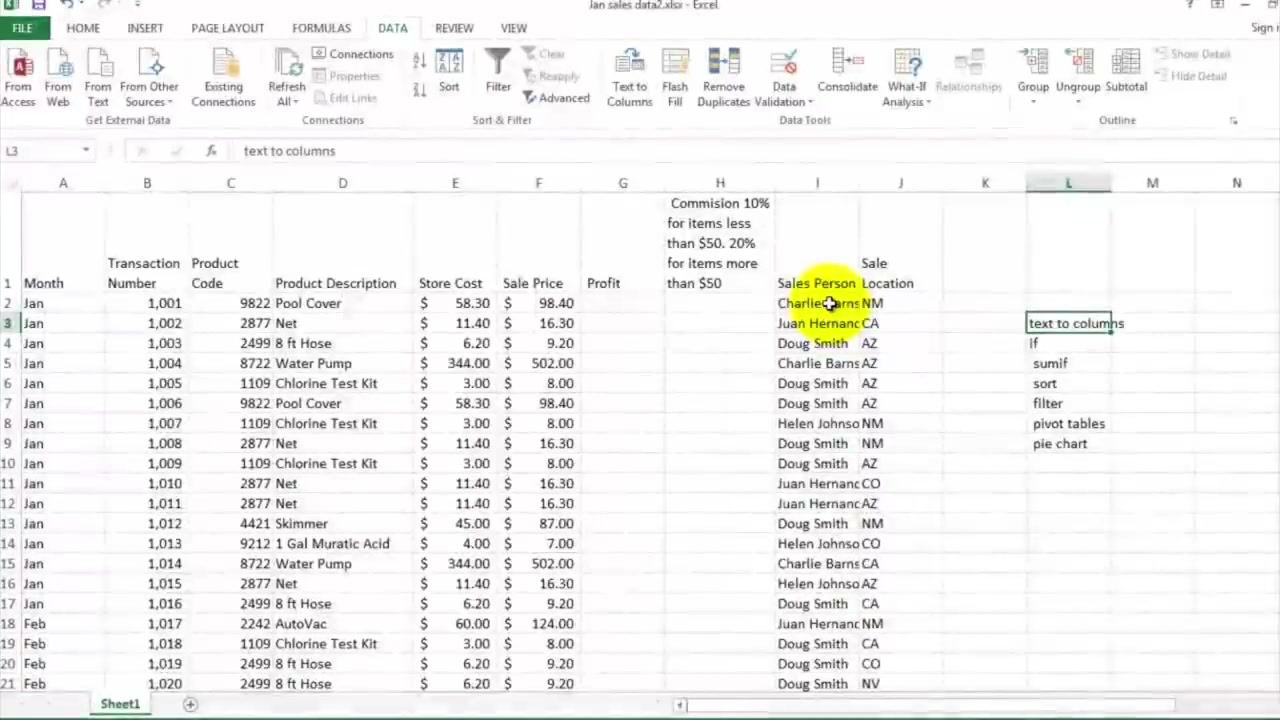 Jan sales data2.xlsx - Excel
FILE HOME INSERT PAGE LAYOUT FORMULAS DATA REVIEW VIEW Sign
From Access
From Web
From Text
From Other Sources
Get External Data
Existing Connections
Refresh All
Connections
Properties
Edit Links
Connections
Sort
Filter
Clear
Reapply
Advanced
Sort & Filter
Text to Columns
Flash Fill
Remove Duplicates
Data Validation
Consolidate
What-If Analysis
Relationships
Data Tools
Group
Ungroup
Subtotal
Show Detail
Hide Detail
Outline
L3 fx text to columns
A B C D E F G H I J K L M N
Commision 10%
for items less
than $50. 20%
for items more
than $50
1 Month Transaction Number Product Code Product Description Store Cost Sale Price Profit Sales Person Sale Location
2 Jan 1,001 9822 Pool Cover $ 58.30 $ 98.40 Charlie Barns NM
3 Jan 1,002 2877 Net $ 11.40 $ 16.30 Juan Hernanc CA text to columns
4 Jan 1,003 2499 8 ft Hose $ 6.20 $ 9.20 Doug Smith AZ if
5 Jan 1,004 8722 Water Pump $ 344.00 $ 502.00 Charlie Barns AZ sumif
6 Jan 1,005 1109 Chlorine Test Kit $ 3.00 $ 8.00 Doug Smith AZ sort
7 Jan 1,006 9822 Pool Cover $ 58.30 $ 98.40 Doug Smith AZ filter
8 Jan 1,007 1109 Chlorine Test Kit $ 3.00 $ 8.00 Helen Johnso NM pivot tables
9 Jan 1,008 2877 Net $ 11.40 $ 16.30 Doug Smith NM pie chart
10 Jan 1,009 1109 Chlorine Test Kit $ 3.00 $ 8.00 Doug Smith AZ
11 Jan 1,010 2877 Net $ 11.40 $ 16.30 Juan Hernanc CO
12 Jan 1,011 2877 Net $ 11.40 $ 16.30 Juan Hernanc AZ
13 Jan 1,012 4421 Skimmer $ 45.00 $ 87.00 Doug Smith NM
14 Jan 1,013 9212 1 Gal Muratic Acid $ 4.00 $ 7.00 Helen Johnso CO
15 Jan 1,014 8722 Water Pump $ 344.00 $ 502.00 Charlie Barns CA
16 Jan 1,015 2877 Net $ 11.40 $ 16.30 Helen Johnso AZ
17 Jan 1,016 2499 8 ft Hose $ 6.20 $ 9.20 Doug Smith CA
18 Feb 1,017 2242 AutoVac $ 60.00 $ 124.00 Juan Hernanc NM
19 Feb 1,018 1109 Chlorine Test Kit $ 3.00 $ 8.00 Doug Smith CA
20 Feb 1,019 2499 8 ft Hose $ 6.20 $ 9.20 Doug Smith CO
21 Feb 1,020 2499 8 ft Hose $ 6.20 $ 9.20 Doug Smith NV
Sheet1